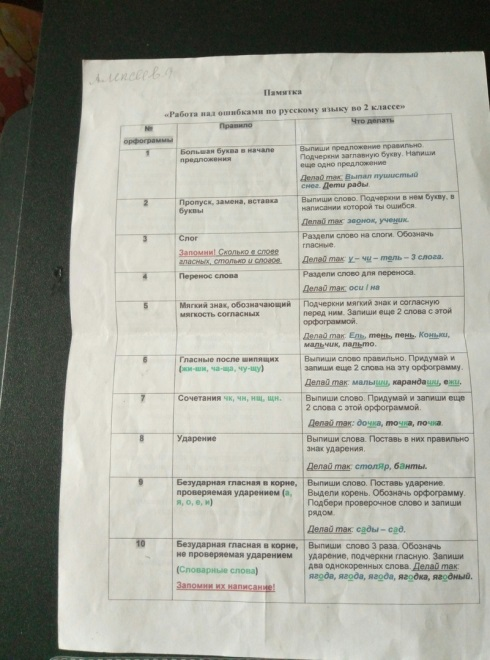 Алексеев
Памятка
«Работа над ошибками по русскому языку во 2 классе»
№ орфограммы
Правило
Что делать
1
Большая буква в начале
предложения
Выпиши предложение правильно.
Подчеркни заглавную букву. Напиши
еще одно предложение
Делай так: Выпал пушистый
снег. Дети рады.
2
Пропуск, замена, вставка
буквы
Выпиши слово. Подчеркни в нем букву, в
написании которой ты ошибся.
Делай так: звонок, ученик.
3
Слог
Запомни! Сколько в слове
гласных, столько и слогов.
Раздели слово на слоги. Обозначь
гласные.
Делай так: у – чи – тель – 3 слога.
4
Перенос слова
Раздели слово для переноса.
Делай так: оси / на
5
Мягкий знак, обозначающий
мягкость согласных
Подчеркни мягкий знак и согласную
перед ним. Запиши еще 2 слова с этой
орфограммой.
Делай так: Ель, тень, пень. Коньки,
мальчик, пальто.
6
Гласные после шипящих
(жи-ши, ча-ща, чу-щу)
Выпиши слово правильно. Придумай и
запиши еще 2 слова на эту орфограмму.
Делай так: малыши, карандаши, ежи.
7
Сочетания чк, чн, нщ, щн.
Выпиши слово. Придумай и запиши еще
2 слова с этой орфограммой.
Делай так: дочка, точка, почка.
8
Ударение
Выпиши слова. Поставь в них правильно
знак ударения.
Делай так: столяр, банты.
9
Безударная гласная в корне,
проверяемая ударением (а,
я, о, е, и)
Выпиши слово. Поставь ударение.
Выдели корень. Обозначь орфограмму.
Подбери проверочное слово и запиши
рядом.
Делай так: сады – сад.
10
Безударная гласная в корне,
не проверяемая ударением
(Словарные слова)
Запомни их написание!
Выпиши слово 3 раза. Обозначь
ударение, подчеркни гласную. Запиши
два однокоренных слова. Делай так:
ягода, ягода, ягода, ягодка, ягодный.